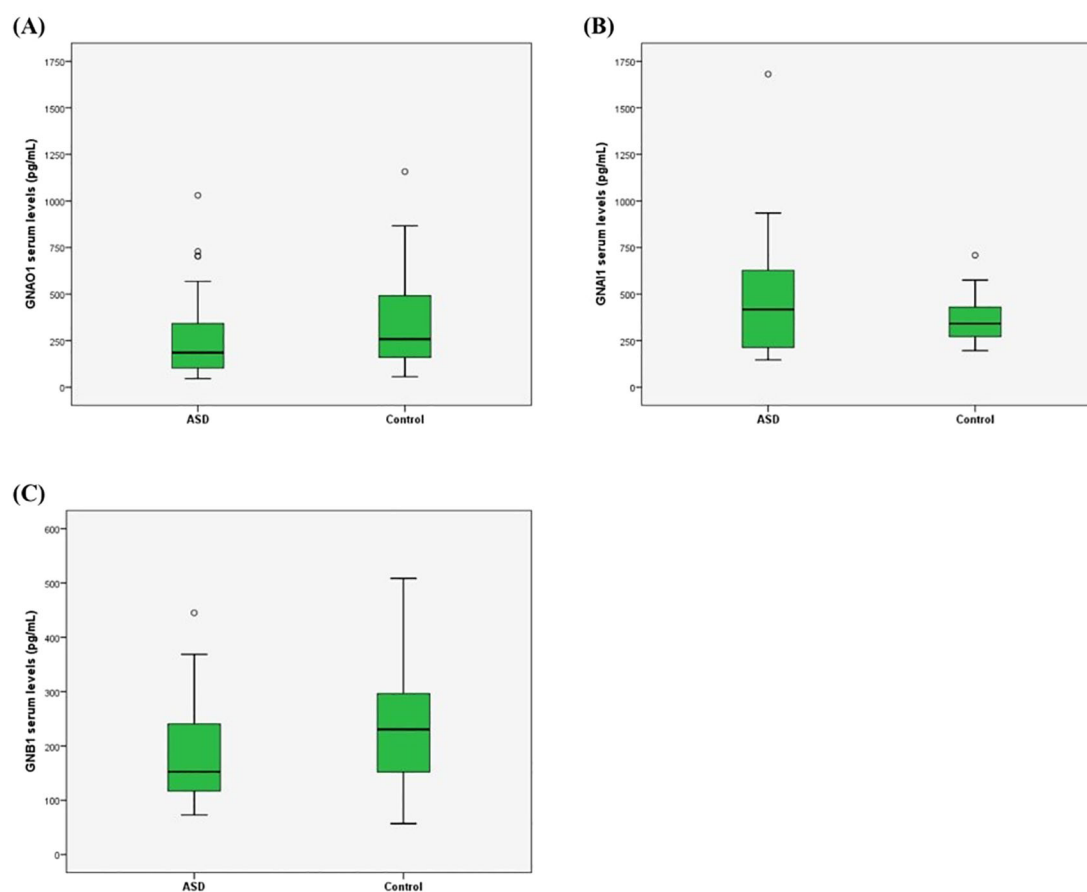 (A)
GNAO1 serum levels (pg/mL)
1750
1500
1250
1000
750
500
250
0
ASD Control
(B)
GNAI1 serum levels (pg/mL)
1750
1500
1250
1000
750
500
250
0
ASD Control
(C)
GNB1 serum levels (pg/mL)
600
500
400
300
200
100
0
ASD Control